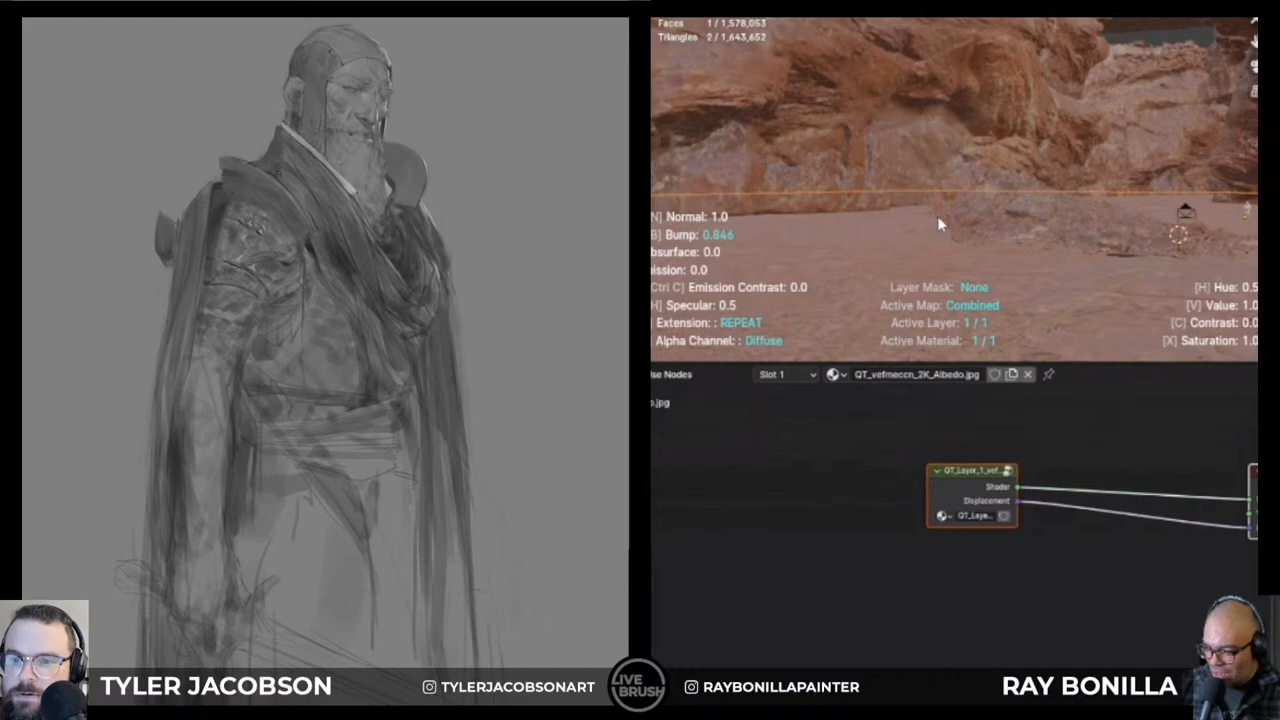 Faces 1 / 1,578,053
Triangles 2 / 1,643,652
N] Normal: 1.0
B] Bump: 0.846
bsurface: 0.0
ission: 0.0
Ctrl C] Emission Contrast: 0.0
H] Specular: 0.5
Extension: : REPEAT
Alpha Channel: : Diffuse
Layer Mask: None
Active Map: Combined
Active Layer: 1 / 1
Active Material: 1 / 1
[H] Hue: 0.5
[V] Value: 1.0
[C] Contrast: 0.0
[X] Saturation: 1.0
se Nodes Slot 1 QT_vefmeccn_2K_Albedo.jpg
.jpg
QT_Layer_1_vef...
Shader
Displacement
QT_Laye...
TYLER JACOBSON TYLERJACOBSONART LIVE BRUSH RAYBONILLAPAINTER RAY BONILLA